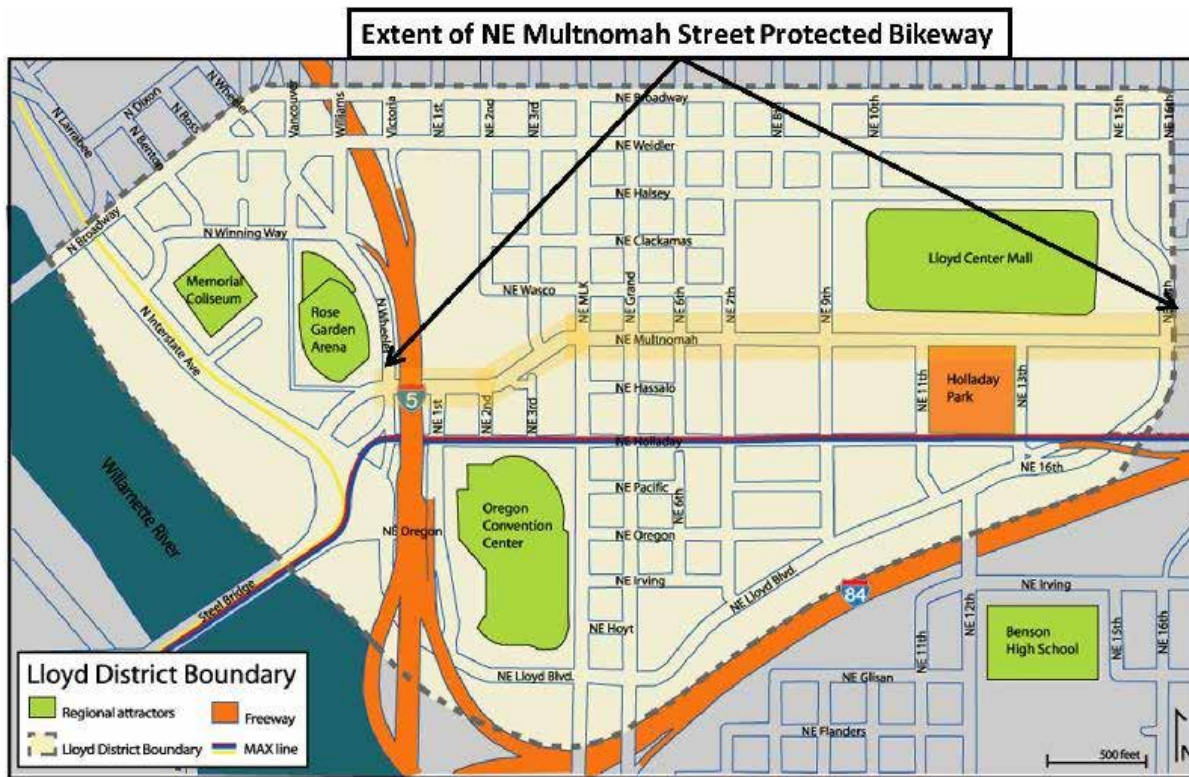 Extent of NE Multnomah Street Protected Bikeway
N Larrabee
N Dixon
N Wheeler
N Ross
N Benton
Vancouver
Williams
Victoria
NE 1st
NE 2nd
NE 3rd
NE Broadway
NE 8th
NE 10th
NE 15th
NE 16th
NE Weidler
NE Halsey
N Broadway
N Winning Way
NE Clackamas
Lloyd Center Mall
Memorial
Coliseum
Rose
Garden
Arena
N Wheeler
NE Wasco
NE MLK
NE Grand
NE 6th
NE 7th
NE 9th
N Interstate Ave
NE Multnomah
5
NE 1st
NE 2nd
NE 3rd
NE Hassalo
NE 11th
Holladay
Park
NE 13th
NE Holladay
NE 16th
Willamette River
NE Pacific
NE 6th
Oregon
Convention
Center
NE Oregon
NE Oregon
Steel Bridge
NE Irving
NE Lloyd Blvd.
84
NE Irving
NE 12th
NE 11th
NE Hoyt
Benson
High School
NE 15th
NE 16th
NE Lloyd Blvd.
NE Glisan
NE Flanders
Lloyd District Boundary
Regional attractors
Freeway
Lloyd District Boundary
MAX line
500 feet
N